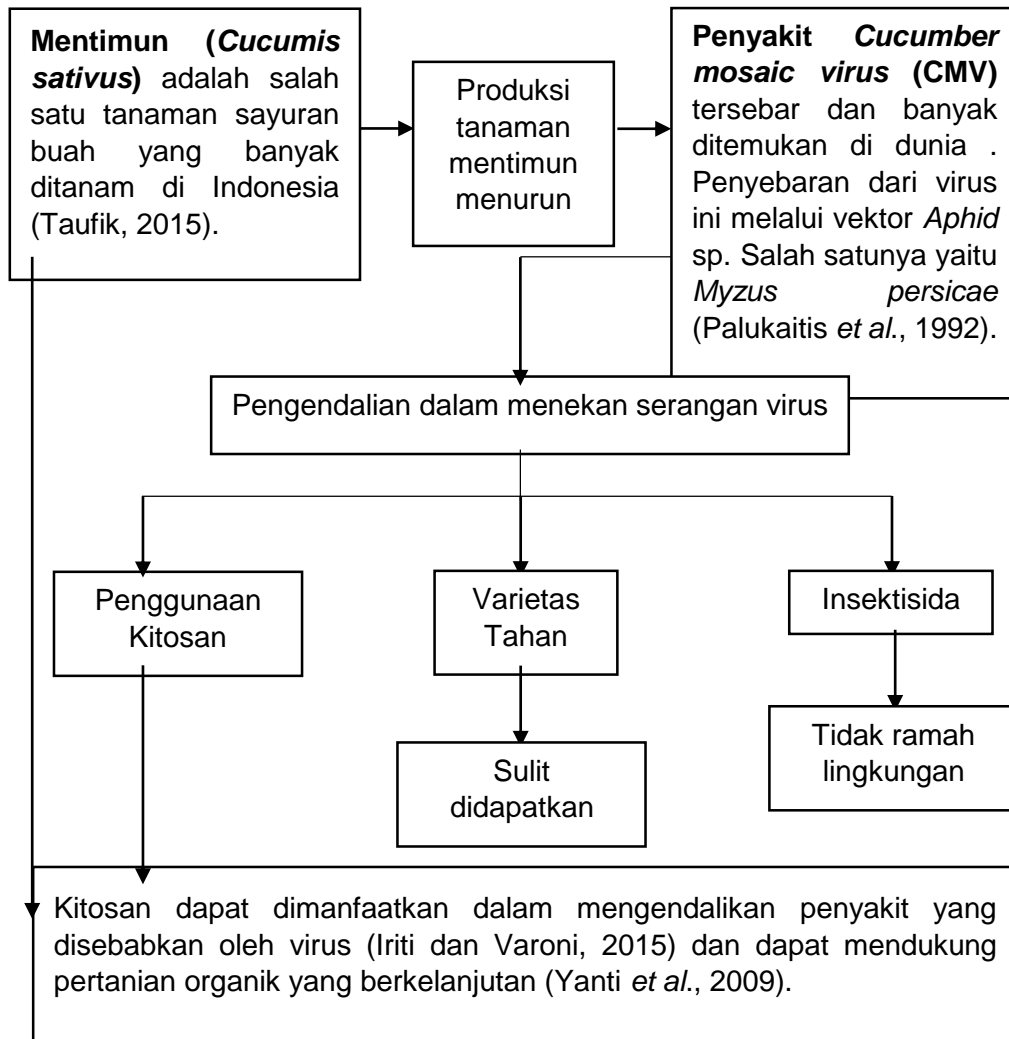 Mentimun (Cucumis
sativus) adalah salah
satu tanaman sayuran
buah yang banyak
ditanam di Indonesia
(Taufik, 2015).
Produksi
tanaman
mentimun
menurun
Penyakit Cucumber
mosaic virus (CMV)
tersebar dan banyak
ditemukan di dunia .
Penyebaran dari virus
ini melalui vektor Aphid
sp. Salah satunya yaitu
Myzus persicae
(Palukaitis et al., 1992).
Pengendalian dalam menekan serangan virus
Penggunaan
Kitosan
Varietas
Tahan
Insektisida
Sulit
didapatkan
Tidak ramah
lingkungan
Kitosan dapat dimanfaatkan dalam mengendalikan penyakit yang
disebabkan oleh virus (Iriti dan Varoni, 2015) dan dapat mendukung
pertanian organik yang berkelanjutan (Yanti et al., 2009).